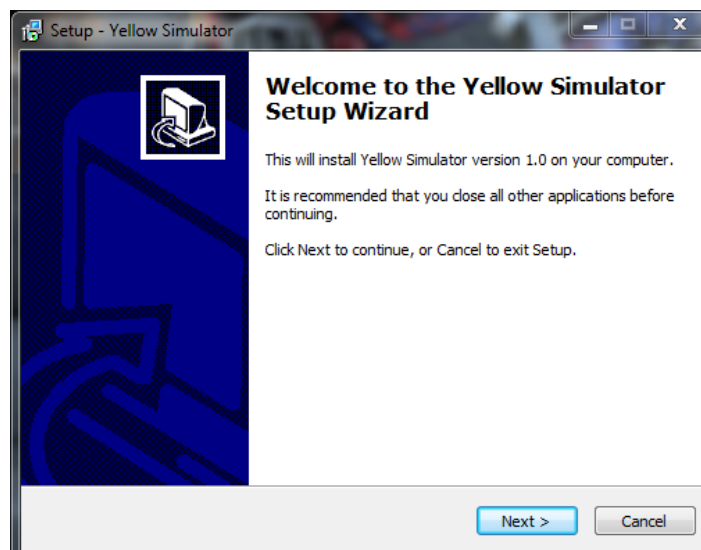 Setup - Yellow Simulator
Welcome to the Yellow Simulator
Setup Wizard
This will install Yellow Simulator version 1.0 on your computer.
It is recommended that you close all other applications before
continuing.
Click Next to continue, or Cancel to exit Setup.
Next >
Cancel